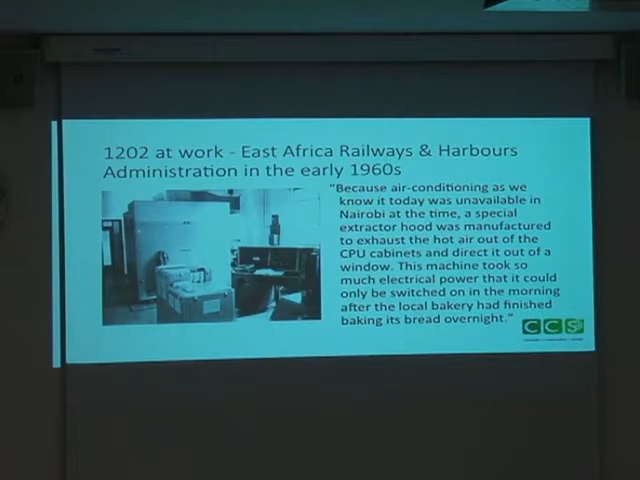 1202 at work - East Africa Railways & Harbours
Administration in the early 1960s
"Because air-conditioning as we
know it today was unavailable in
Nairobi at the time, a special
extractor hood was manufactured
to exhaust the hot air out of the
CPU cabinets and direct it out of a
window. This machine took so
much electrical power that it could
only be switched on in the morning
after the local bakery had finished
baking its bread overnight."
CCS